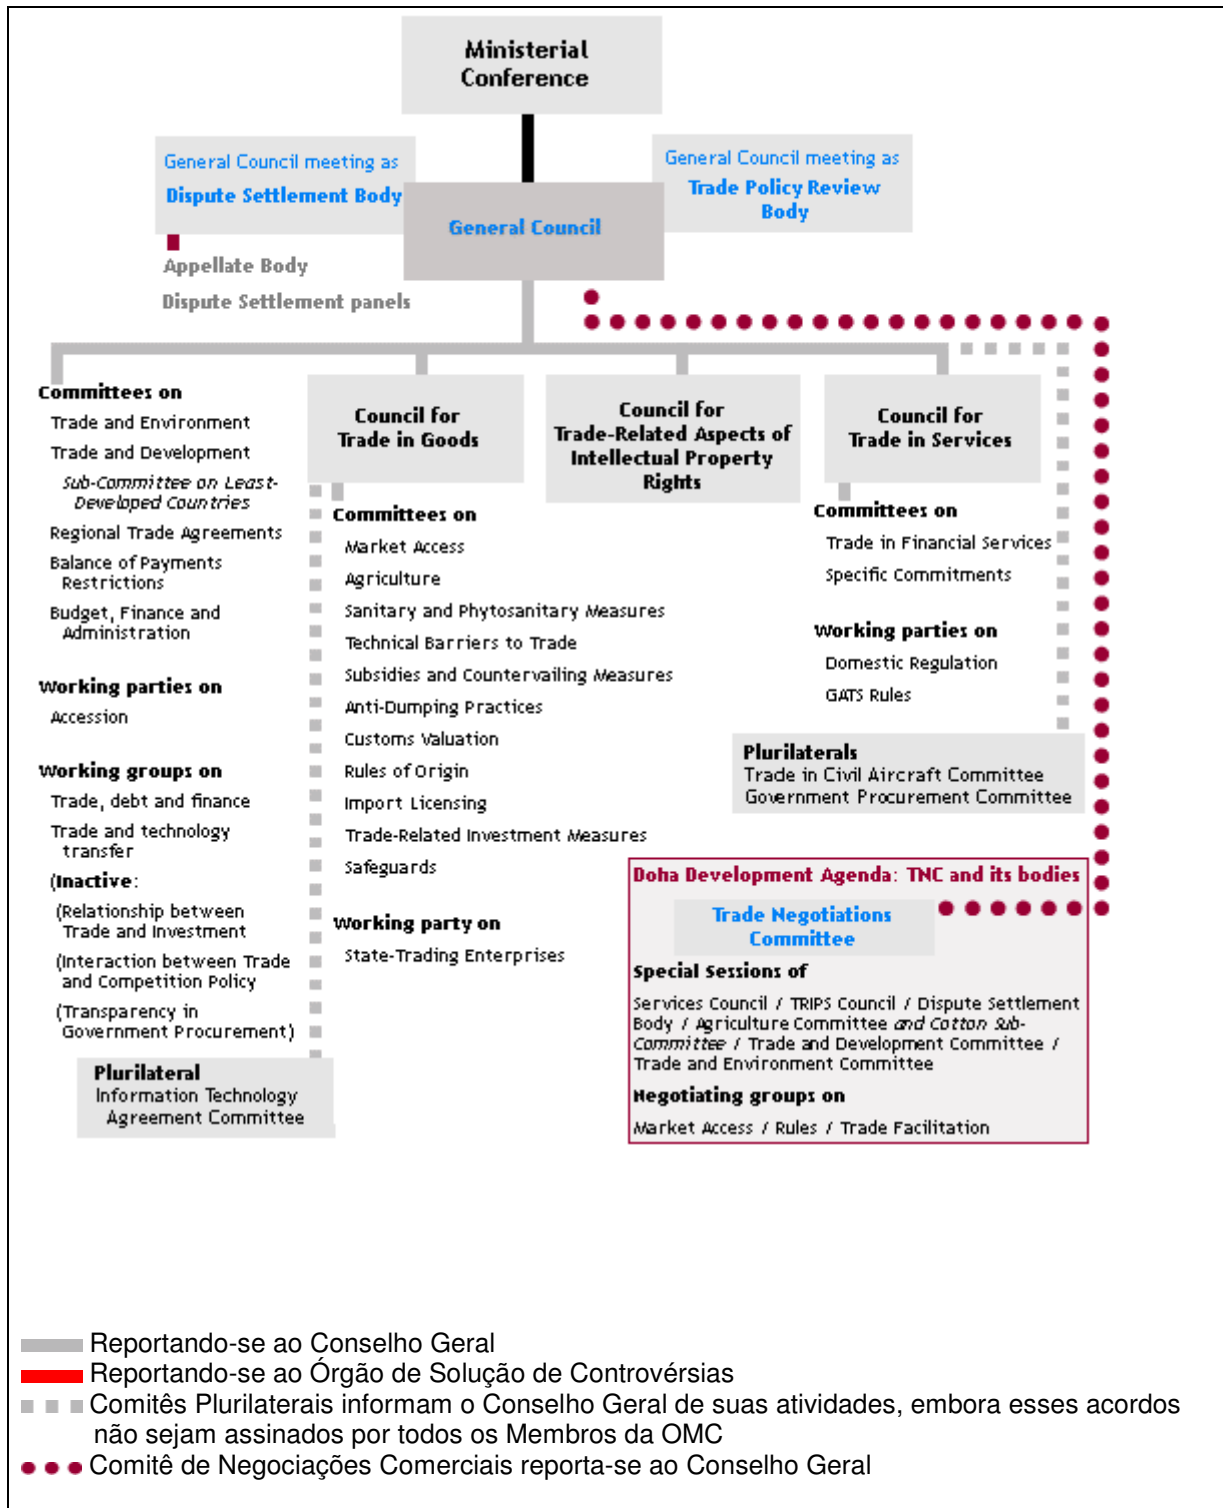 Ministerial
Conference
General Council meeting as
Dispute Settlement Body
General Council meeting as
Trade Policy Review
Body
General Council
Appellate Body
Dispute Settlement panels
Committees on
Trade and Environment
Trade and Development
Sub-Committee on Least-
Developed Countries
Regional Trade Agreements
Balance of Payments
Restrictions
Budget, Finance and
Administration
Working parties on
Accession
Working groups on
Trade, debt and finance
Trade and technology
transfer
(Inactive:
(Relationship between
Trade and Investment
(Interaction between Trade
and Competition Policy
(Transparency in
Government Procurement)
Plurilateral
Information Technology
Agreement Committee
Council for
Trade in Goods
Committees on
Market Access
Agriculture
Sanitary and Phytosanitary Measures
Technical Barriers to Trade
Subsidies and Countervailing Measures
Anti-Dumping Practices
Customs Valuation
Rules of Origin
Import Licensing
Trade-Related Investment Measures
Safeguards
Working party on
State-Trading Enterprises
Council for
Trade-Related Aspects of
Intellectual Property
Rights
Council for
Trade in Services
Committees on
Trade in Financial Services
Specific Commitments
Working parties on
Domestic Regulation
GATS Rules
Plurilaterals
Trade in Civil Aircraft Committee
Government Procurement Committee
Doha Development Agenda: TNC and its bodies
Trade Negotiations
Committee
Special Sessions of
Services Council / TRIPS Council / Dispute Settlement
Body / Agriculture Committee and Cotton Sub-
Committee / Trade and Development Committee /
Trade and Environment Committee
Negotiating groups on
Market Access / Rules / Trade Facilitation
Reportando-se ao Conselho Geral
Reportando-se ao Órgão de Solução de Controvérsias
Comitês Plurilaterais informam o Conselho Geral de suas atividades, embora esses acordos
não sejam assinados por todos os Membros da OMC
Comitê de Negociações Comerciais reporta-se ao Conselho Geral